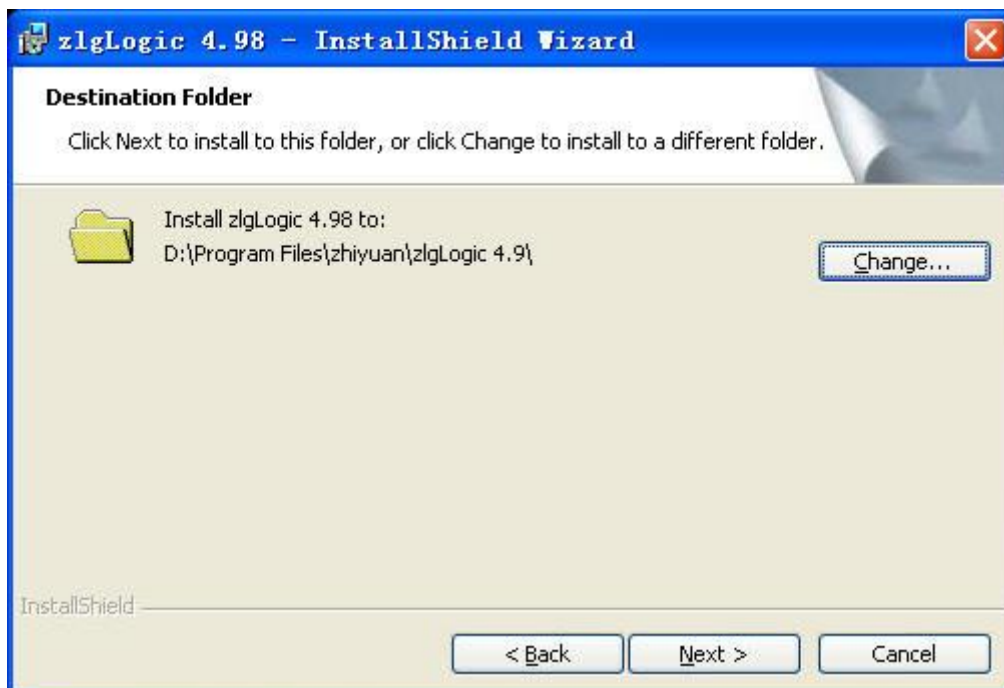 zlgLogic 4.98 - InstallShield Wizard
Destination Folder
Click Next to install to this folder, or click Change to install to a different folder.
Install zlgLogic 4.98 to:
D:\Program Files\zhiyuan\zlgLogic 4.9\
Change...
InstallShield
< Back
Next >
Cancel